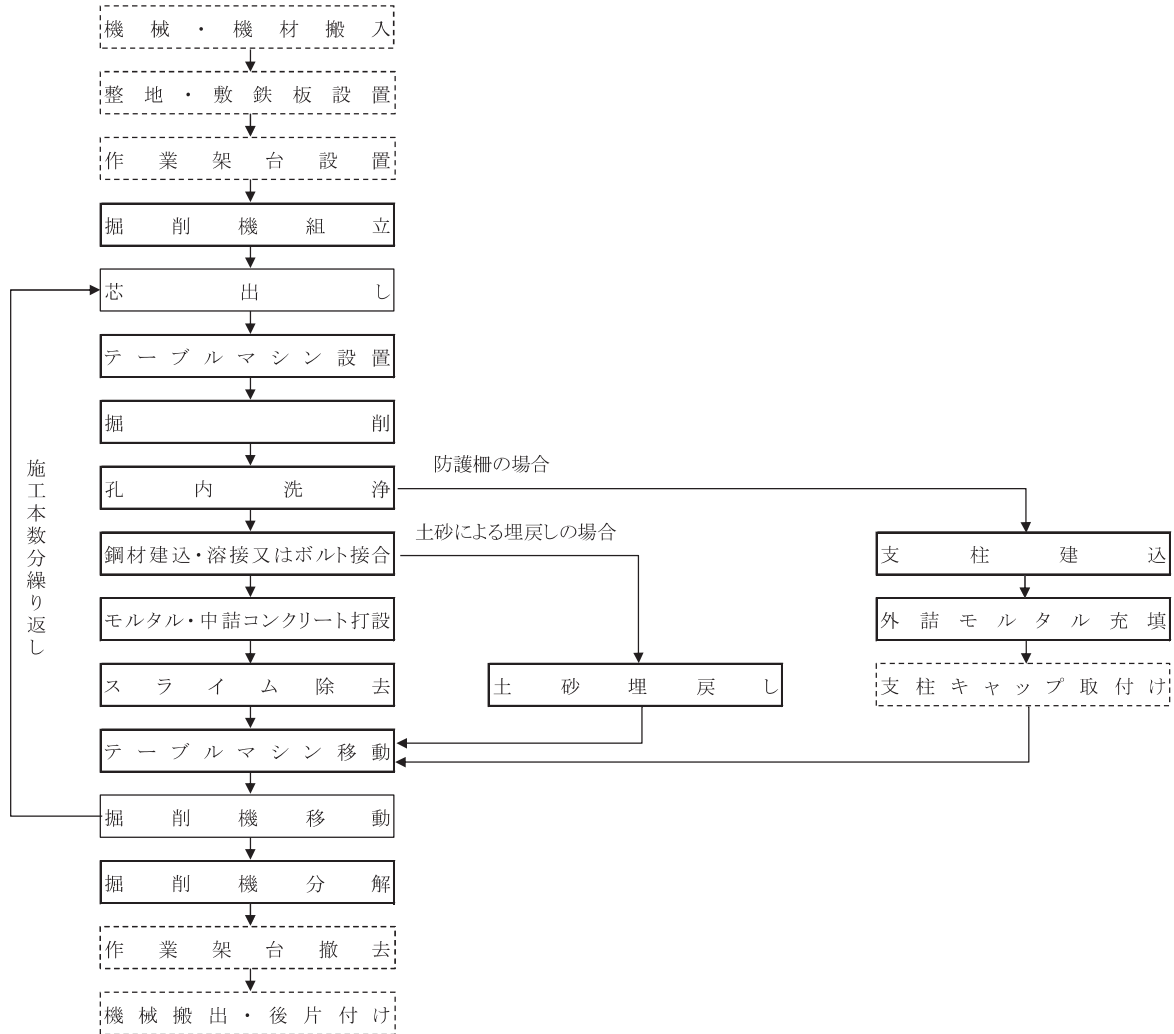 機械・機材搬入
整地・敷鉄板設置
作業架台設置
掘削機組立
芯出し
テーブルマシン設置
掘削
孔内洗浄
防護柵の場合
鋼材建込・溶接又はボルト接合
土砂による埋戻しの場合
支柱建込
モルタル・中詰コンクリート打設
外詰モルタル充填
スライム除去
土砂埋戻し
支柱キャップ取付け
テーブルマシン移動
掘削機移動
施工本数分繰り返し
掘削機分解
作業架台撤去
機械搬出・後片付け